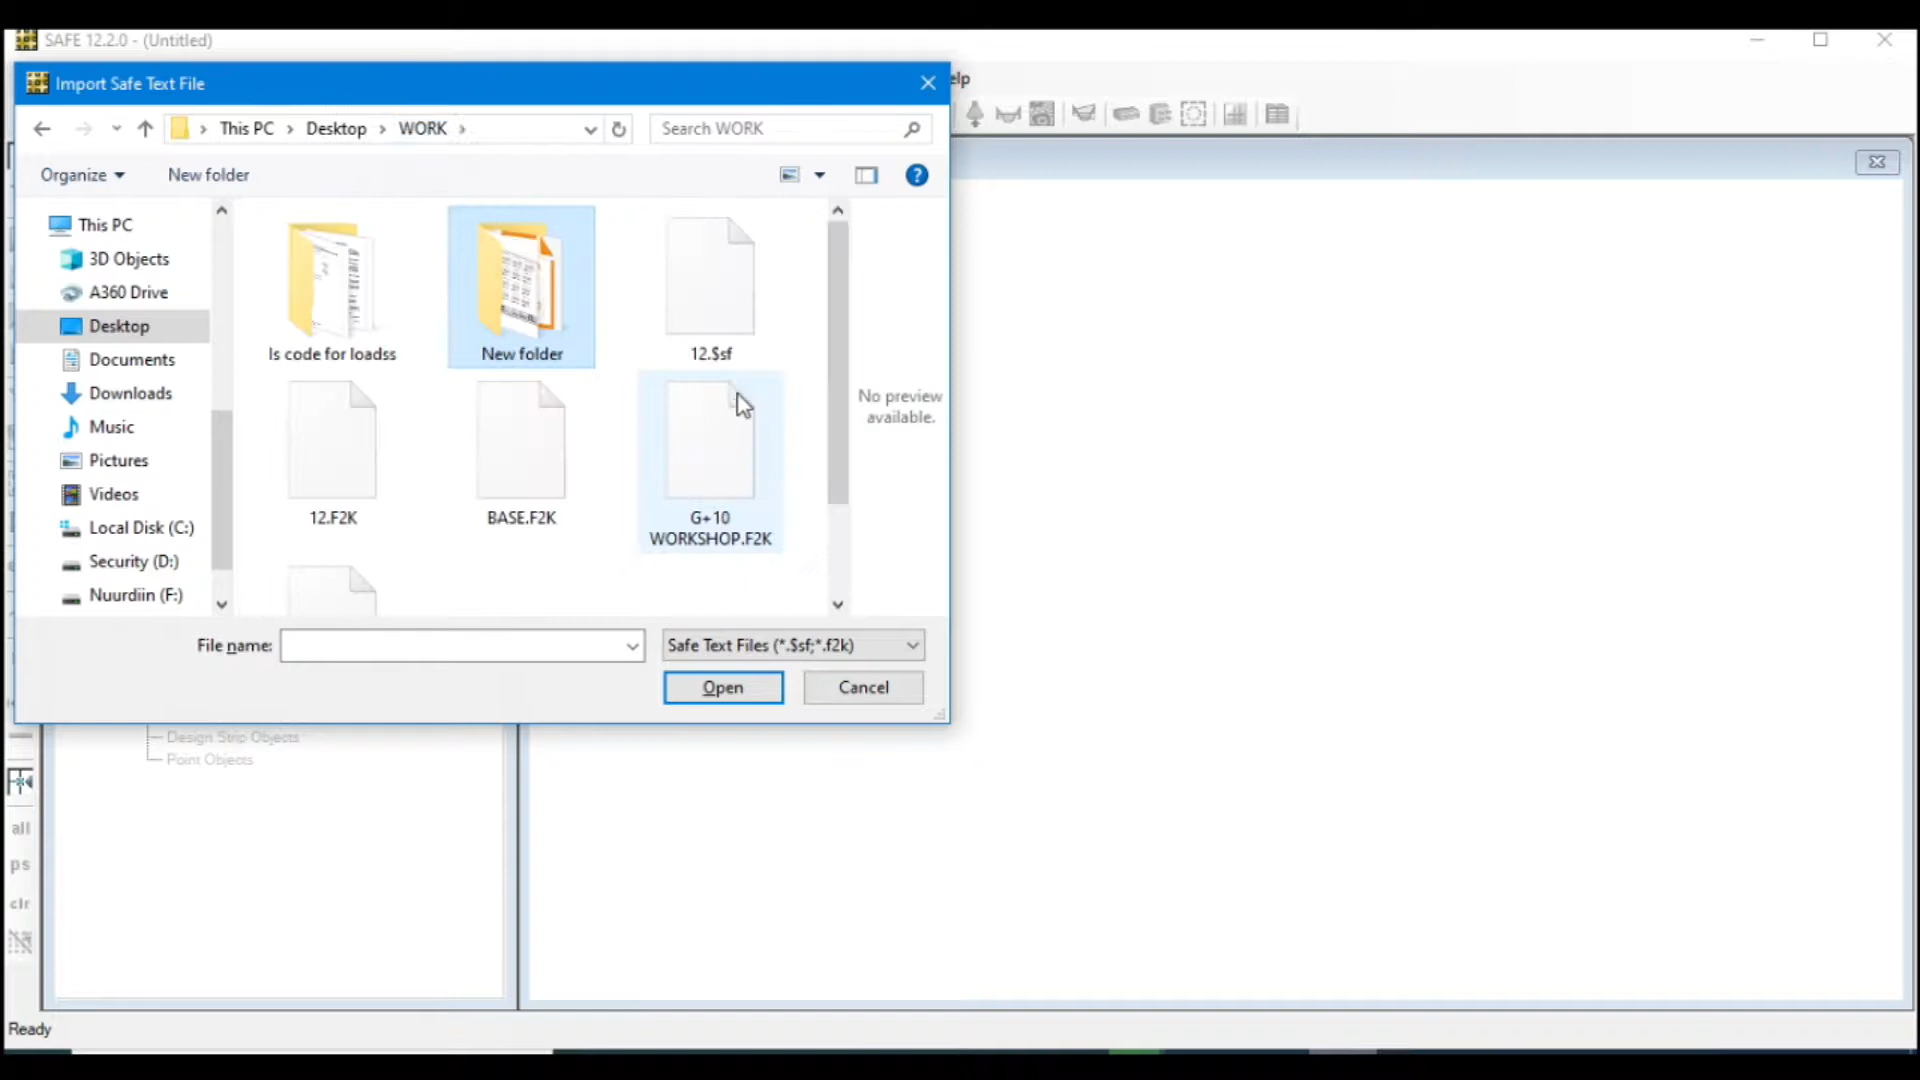 SAFE 12.2.0 - (Untitled)
Import Safe Text File
elp
This PC
Desktop
WORK
Search WORK
Organize
New folder
This PC
3D Objects
A360 Drive
Desktop
Documents
Downloads
Music
Pictures
Videos
Local Disk (C:)
Security (D:)
Nuurdiin (F:)
Is code for loadss
New folder
12.$sf
12.F2K
BASE.F2K
G+10
WORKSHOP.F2K
No preview
available.
File name:
Safe Text Files (*.$sf;*.f2k)
Open
Cancel
Design Strip Objects
Point Objects
all
ps
clr
Ready